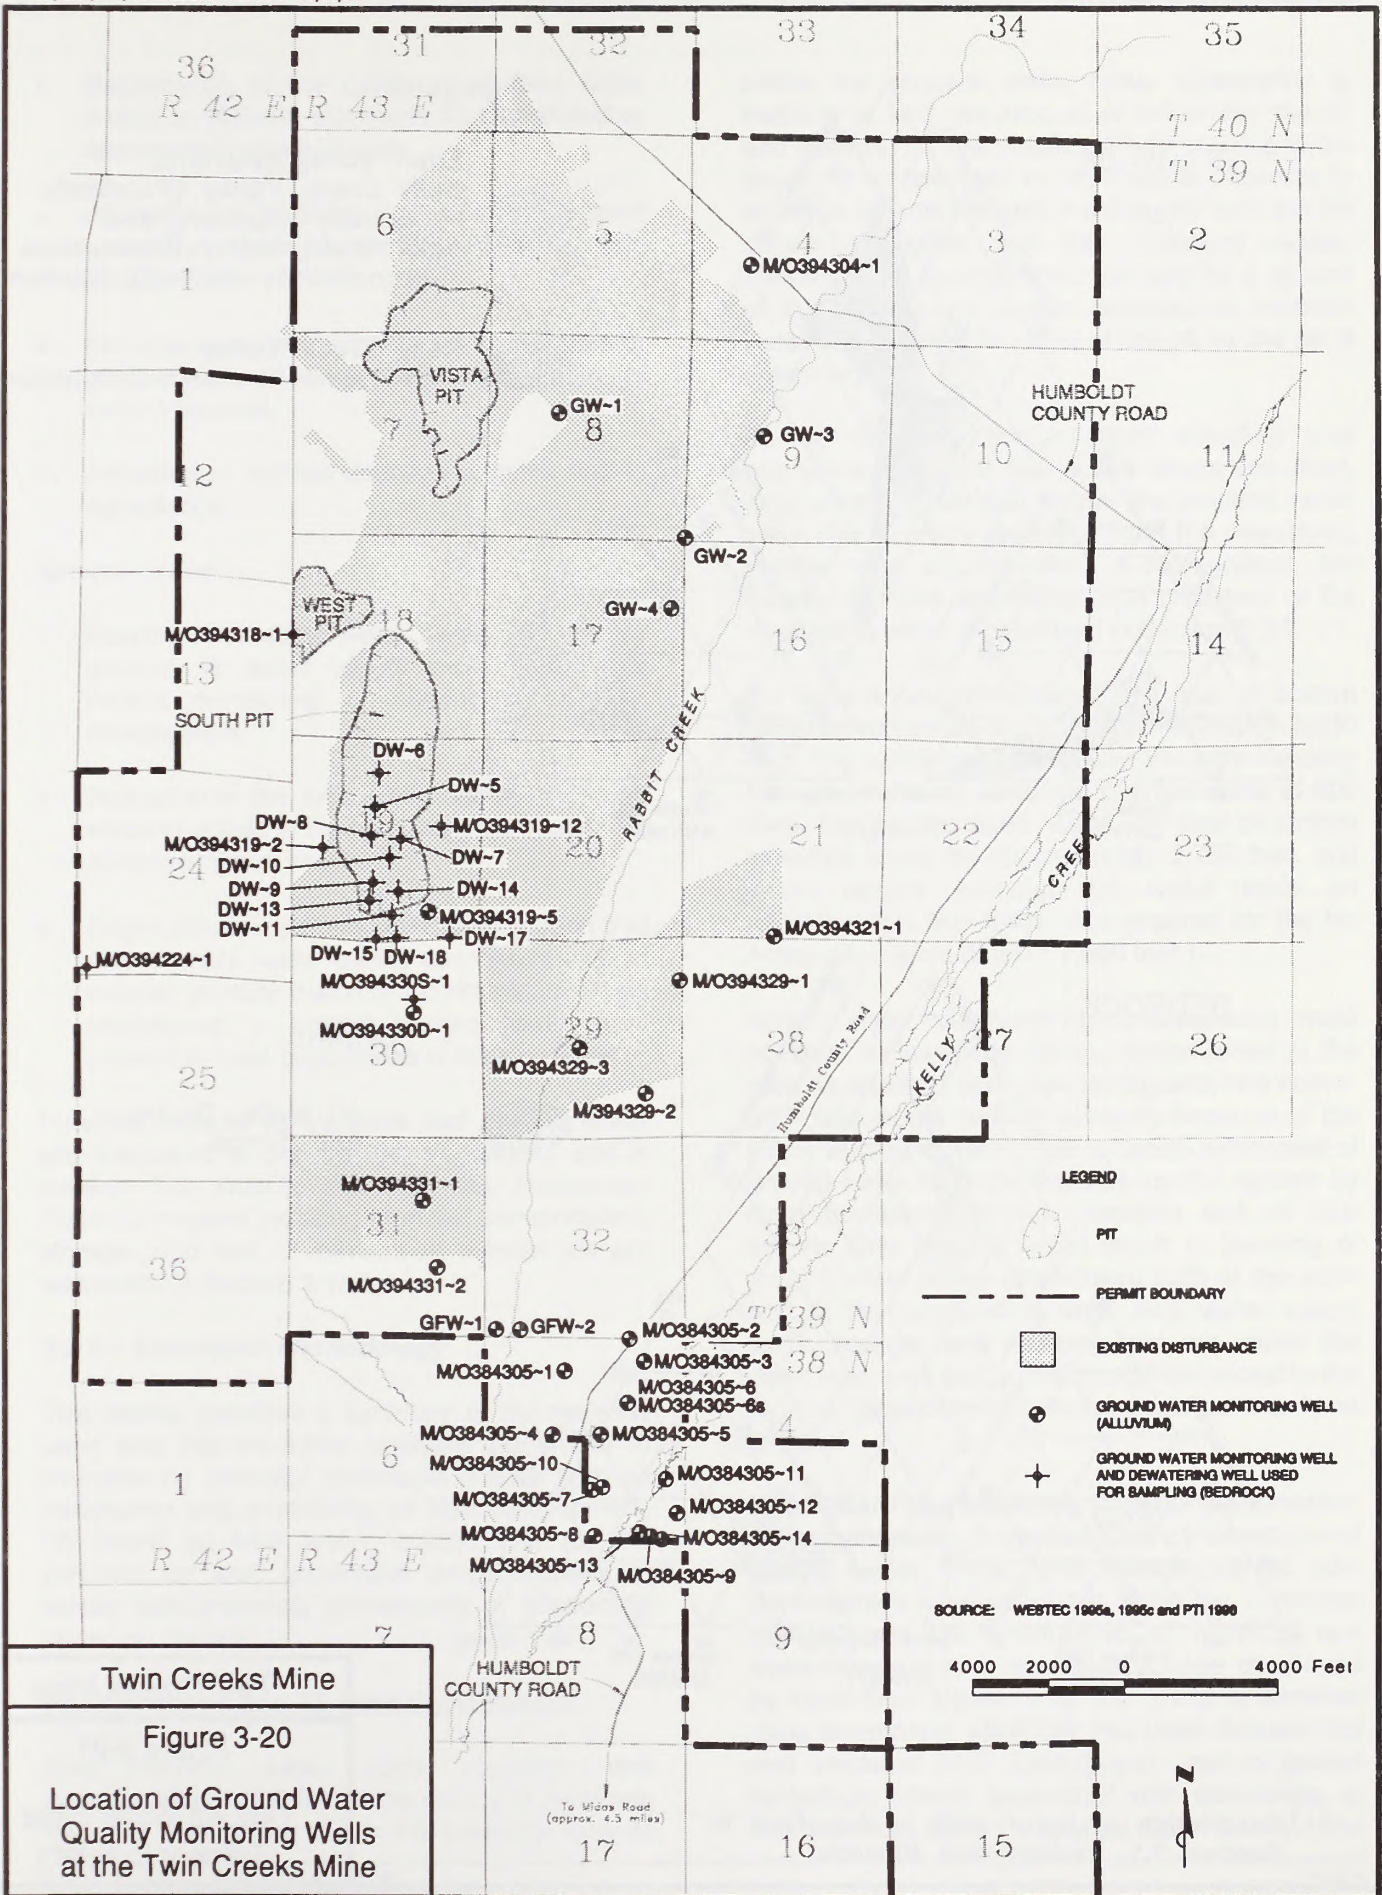 36
31
32
33
34
35
R 42 E
R 43 E
T 40 N
T 39 N
1
6
5
4
3
2
M/O394304~1
VISTA
PIT
HUMBOLDT
COUNTY ROAD
GW~1
GW~3
12
7
8
9
10
11
GW~2
WEST
PIT
GW~4
M/O394318~1
18
17
16
15
14
13
SOUTH PIT
RABBIT CREEK
DW~6
DW~5
DW~8
19
M/O394319~12
M/O394319~2
DW~7
DW~10
20
21
22
23
24
DW~9
DW~14
DW~13
M/O394319~5
DW~11
DW~17
DW~15
DW~18
M/O394321~1
M/O394224~1
M/O394330S~1
M/O394329~1
M/O394330D~1
KELLY CREEK
Humboldt County Road
25
30
29
28
27
26
M/O394329~3
M/394329~2
M/O394331~1
31
32
33
36
M/O394331~2
T 39 N
38 N
GFW~1
GFW~2
M/O384305~2
M/O384305~1
M/O384305~3
M/O384305~6
M/O384305~6s
M/O384305~4
M/O384305~5
4
1
6
M/O384305~10
M/O384305~11
M/O384305~7
M/O384305~12
M/O384305~8
M/O384305~14
M/O384305~13
M/O384305~9
R 42 E
R 43 E
7
8
9
HUMBOLDT
COUNTY ROAD
To Midas Road
(approx. 4.5 miles)
17
16
15
LEGEND
PIT
PERMIT BOUNDARY
EXISTING DISTURBANCE
GROUND WATER MONITORING WELL
(ALLUVIUM)
GROUND WATER MONITORING WELL
AND DEWATERING WELL USED
FOR SAMPLING (BEDROCK)
SOURCE: WESTEC 1995a, 1995c and PTI 1996
4000 2000 0 4000 Feet
N
Twin Creeks Mine
Figure 3-20
Location of Ground Water
Quality Monitoring Wells
at the Twin Creeks Mine